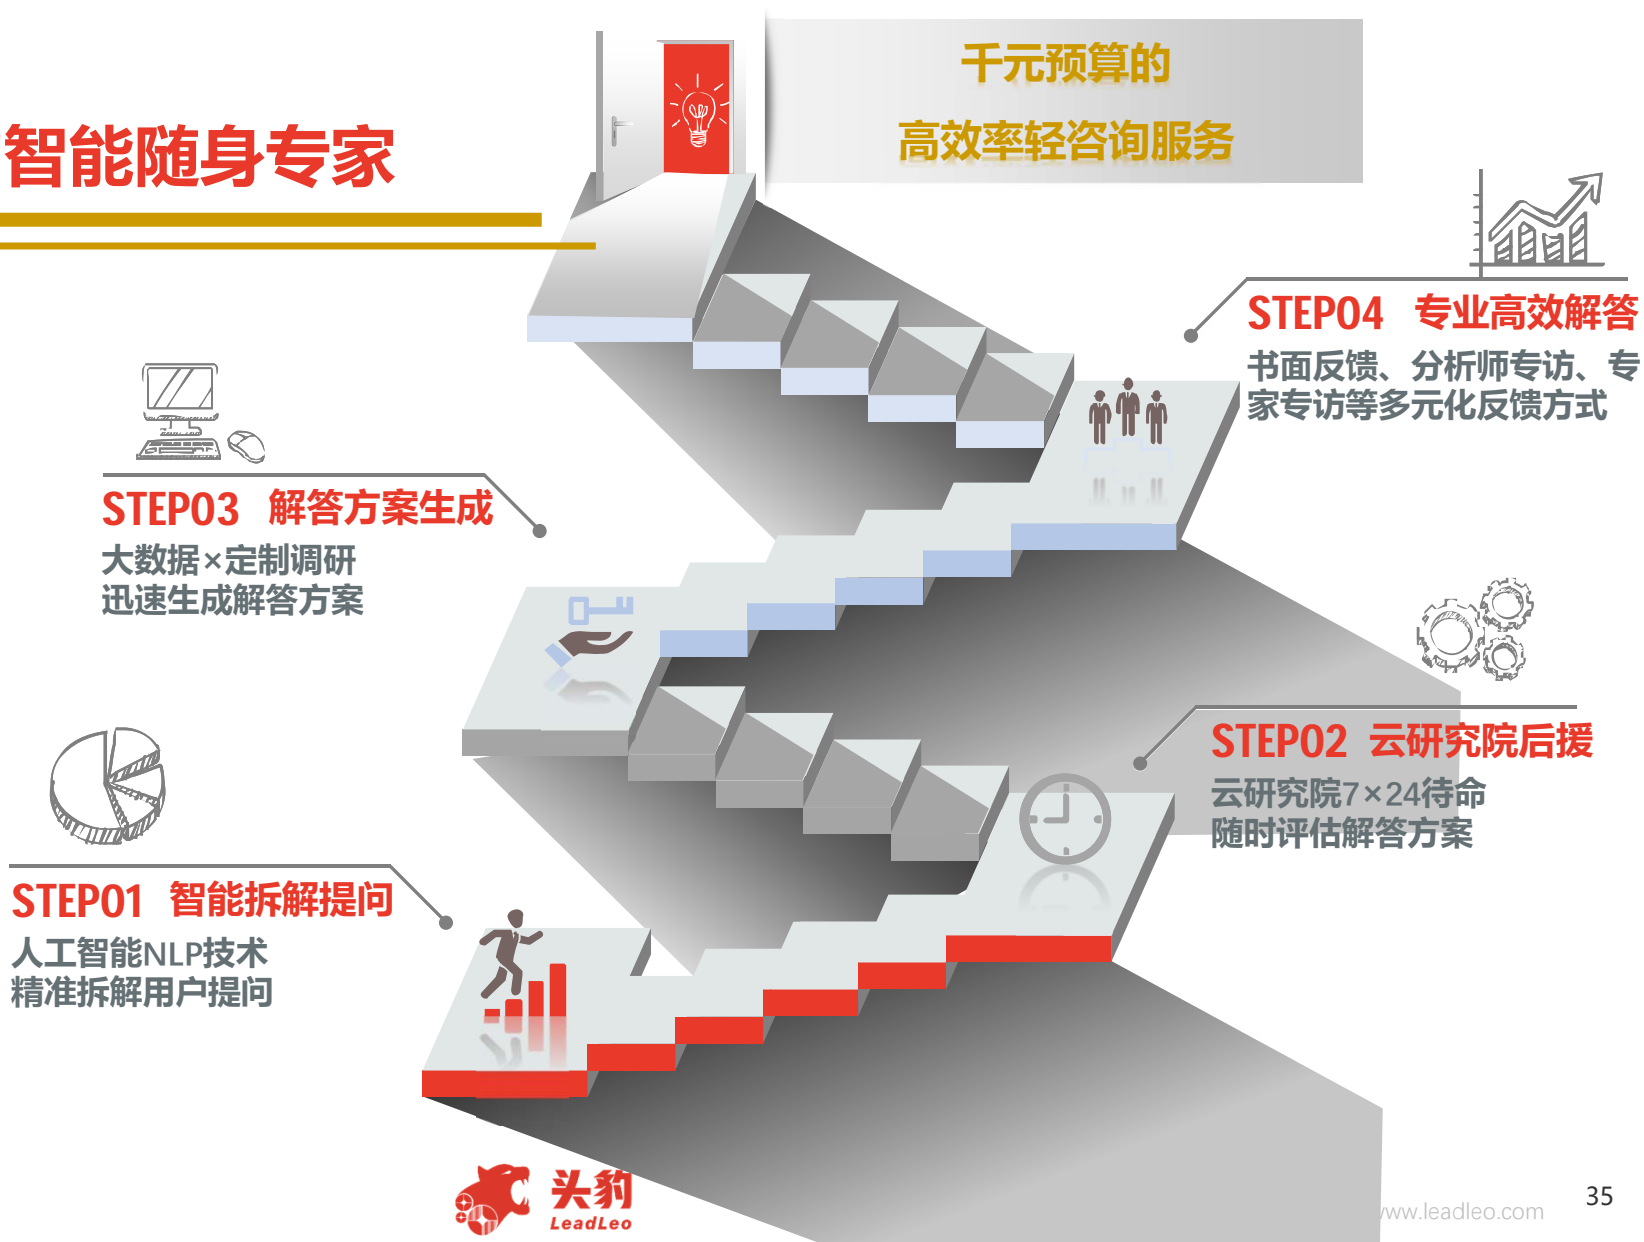 千元预算的
高效率轻咨询服务
智能随身专家
STEP04 专业高效解答
书面反馈、分析师专访、专
家专访等多元化反馈方式
STEP03 解答方案生成
大数据×定制调研
迅速生成解答方案
STEP02 云研究院后援
云研究院7×24待命
随时评估解答方案
STEP01 智能拆解提问
人工智能NLP技术
精准拆解用户提问
头豹
LeadLeo
www.leadleo.com
35